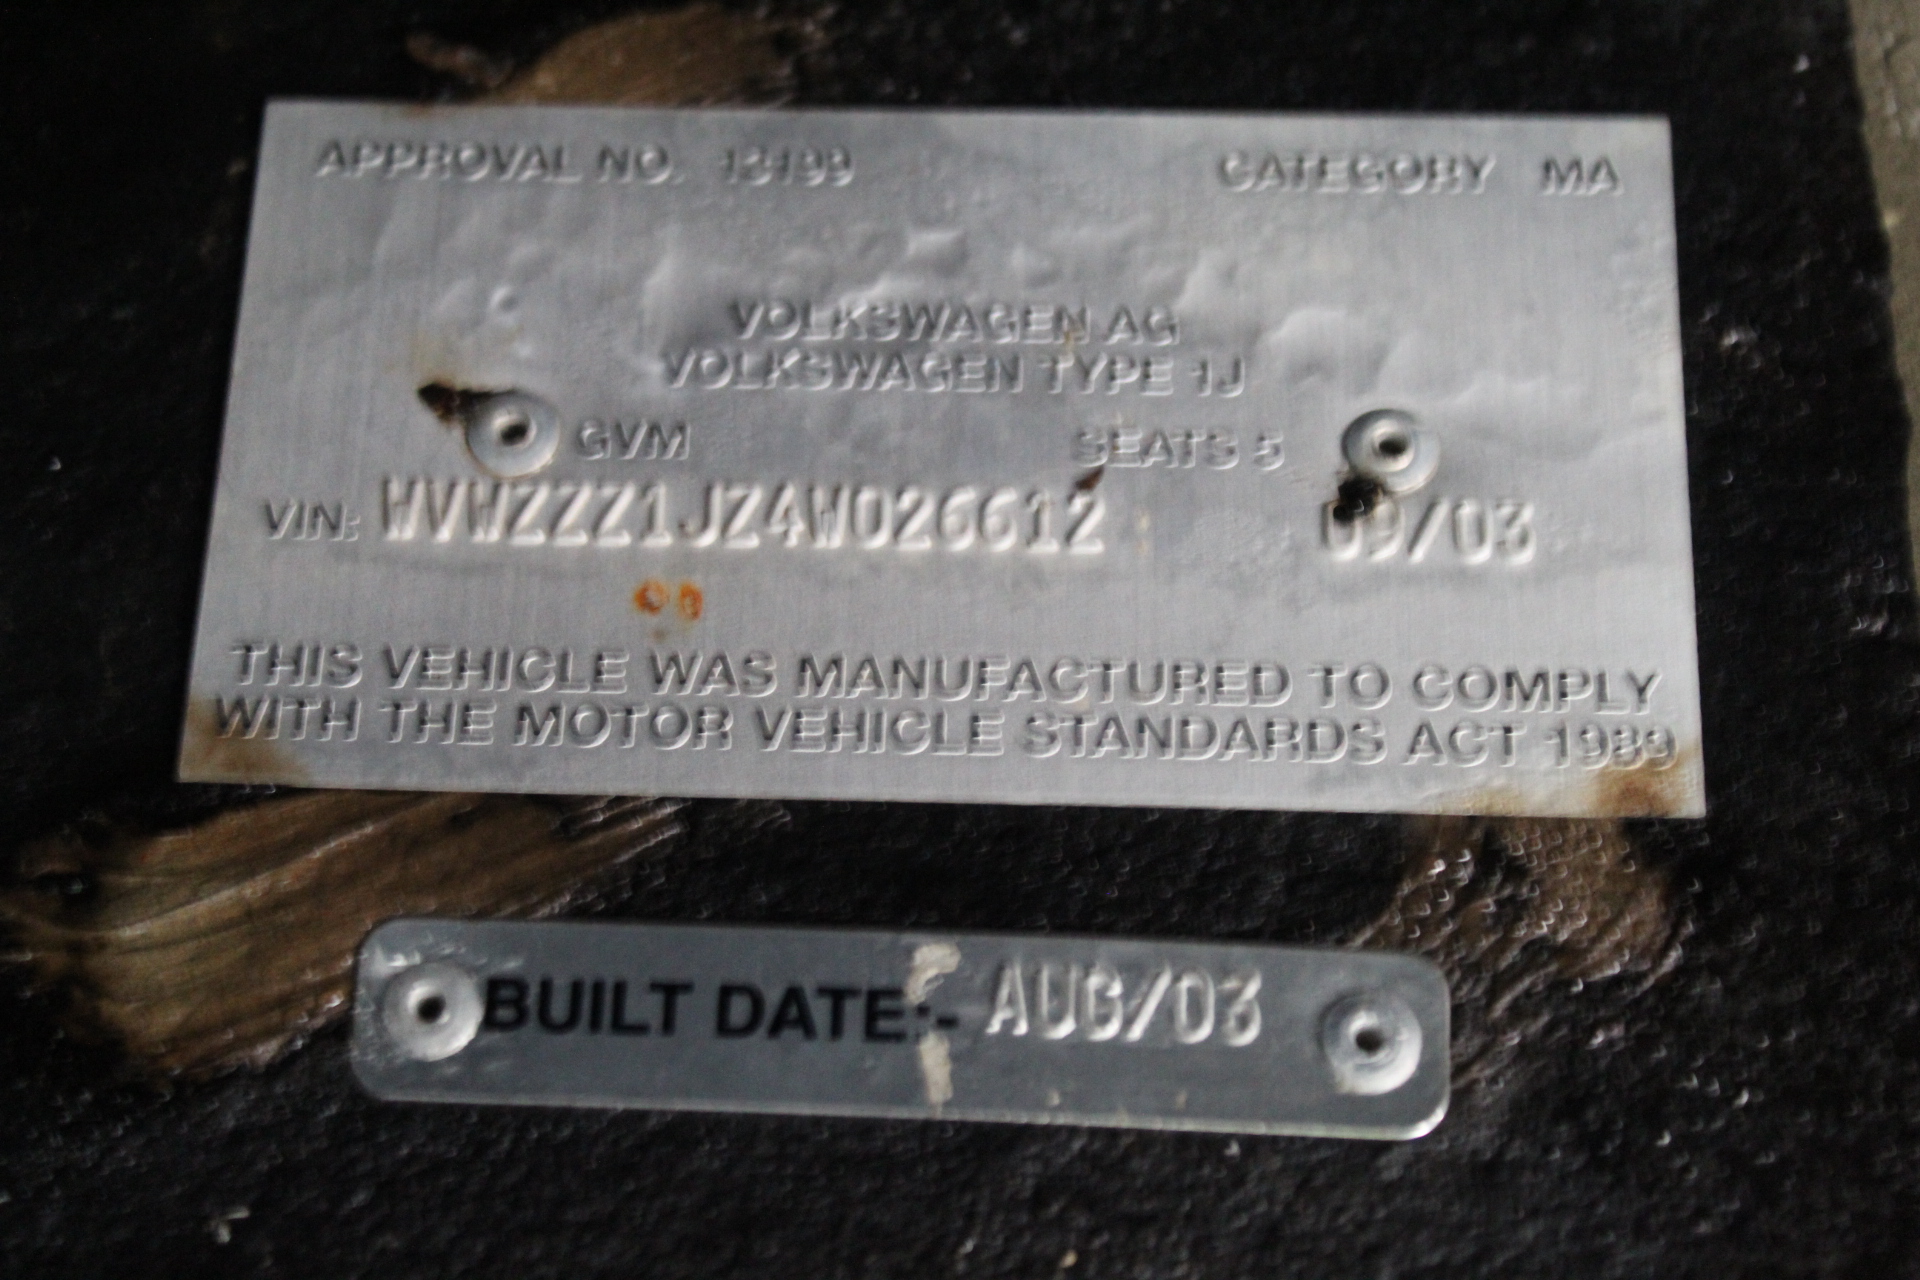 APPROVAL NO. 13199 CATEGORY MA
VOLKSWAGEN AG
VOLKSWAGEN TYPE 1J
GVM SEATS 5
VIN: WVWZZZ1JZ4W026612 09/03
THIS VEHICLE WAS MANUFACTURED TO COMPLY
WITH THE MOTOR VEHICLE STANDARDS ACT 1989
BUILT DATE:- AUG/03